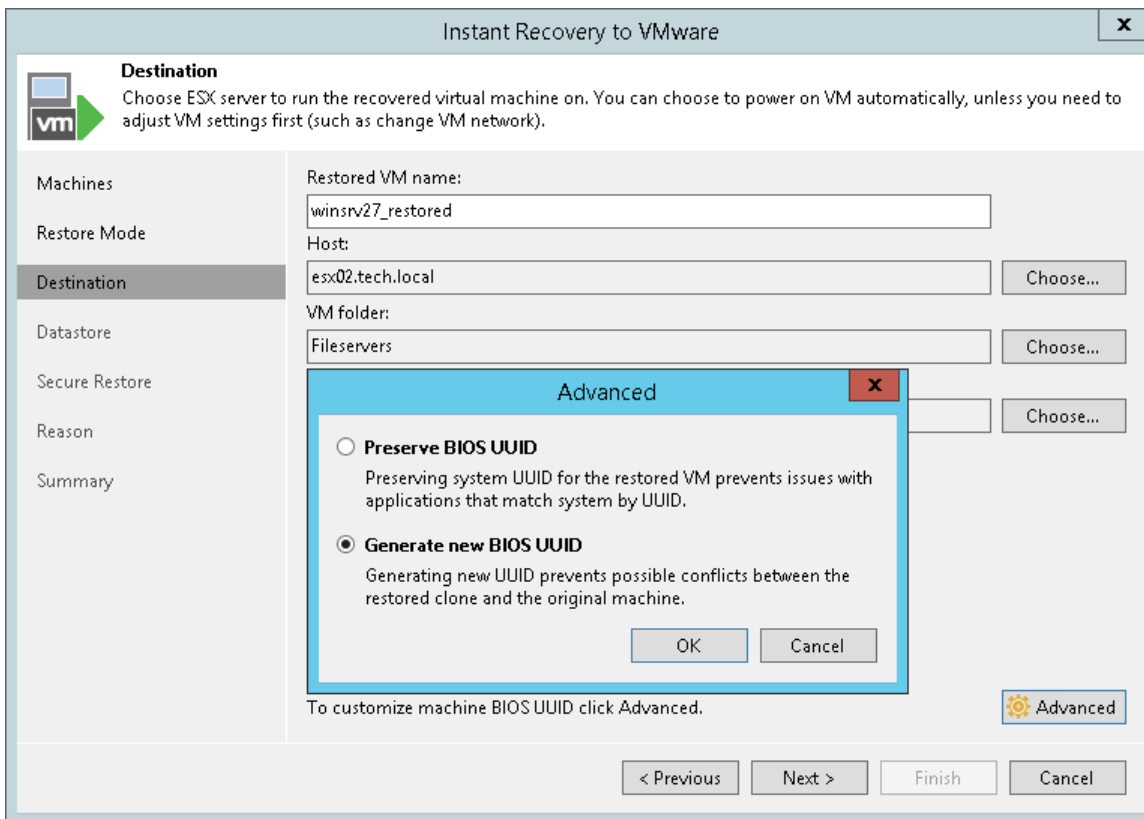 Instant Recovery to VMware
x
Destination
Choose ESX server to run the recovered virtual machine on. You can choose to power on VM automatically, unless you need to
adjust VM settings first (such as change VM network).
vm
Machines
Restore Mode
Destination
Datastore
Secure Restore
Reason
Summary
Restored VM name:
winsrv27_restored
Host:
esx02.tech.local
Choose...
VM folder:
Fileservers
Choose...
Choose...
Advanced
x
Preserve BIOS UUID
Preserving system UUID for the restored VM prevents issues with
applications that match system by UUID.
Generate new BIOS UUID
Generating new UUID prevents possible conflicts between the
restored clone and the original machine.
OK
Cancel
To customize machine BIOS UUID click Advanced.
Advanced
< Previous
Next >
Finish
Cancel